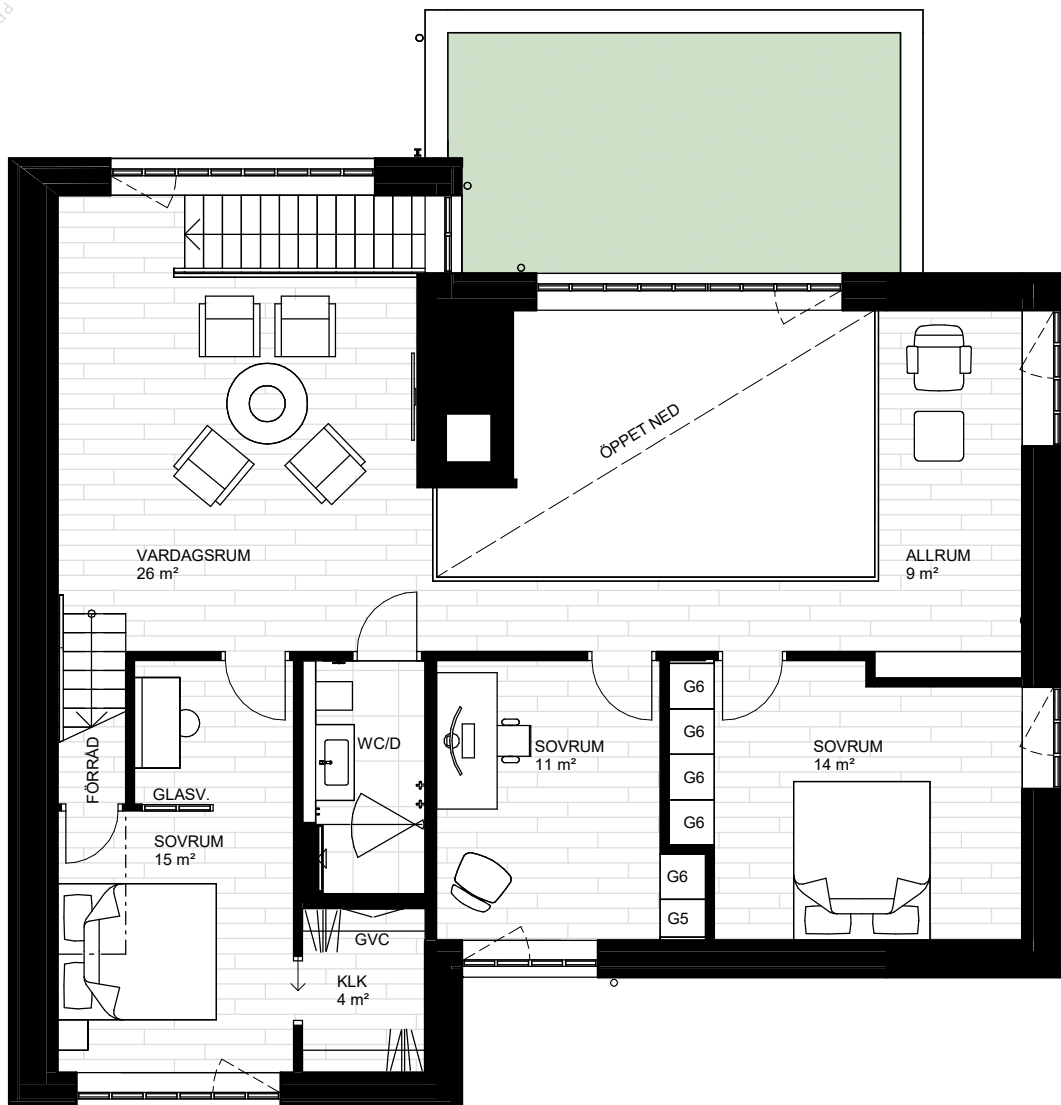 ÖPPET NED
VARDAGSRUM
26 m²
ALLRUM
9 m²
FÖRRÅD
GLASV.
WC/D
SOVRUM
11 m²
G6
G6
G6
G6
G6
G5
SOVRUM
14 m²
SOVRUM
15 m²
GVC
KLK
4 m²